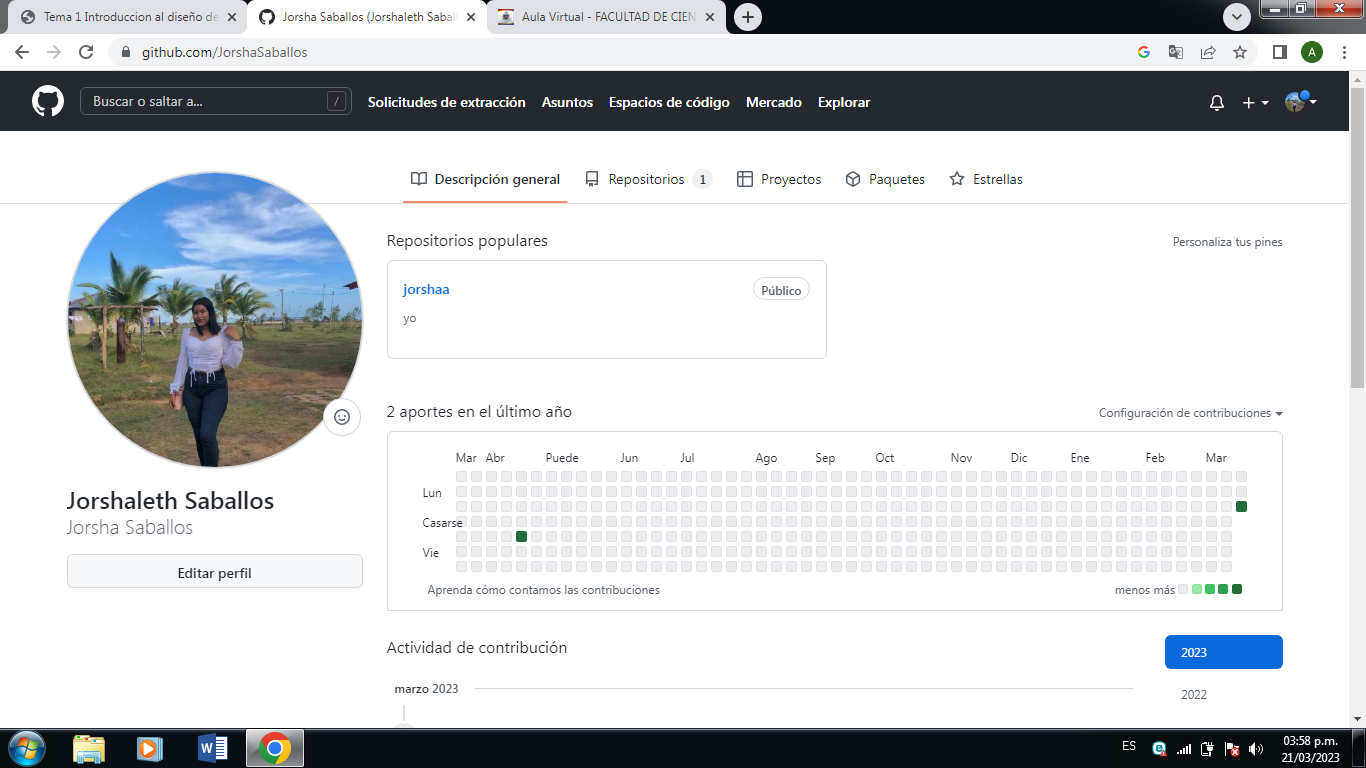 Tema 1 Introduccion al diseño de
Jorsha Saballos (Jorshaleth Saball
Aula Virtual - FACULTAD DE CIEN
github.com/JorshaSaballos
A
Buscar o saltar a...
/
Solicitudes de extracción
Asuntos
Espacios de código
Mercado
Explorar
Descripción general
Repositorios 1
Proyectos
Paquetes
Estrellas
Repositorios populares
Personaliza tus pines
jorshaa
Público
yo
2 aportes en el último año
Configuración de contribuciones
Mar Abr Puede Jun Jul Ago Sep Oct Nov Dic Ene Feb Mar
Lun
Casarse
Vie
Aprenda cómo contamos las contribuciones
menos más
Jorshaleth Saballos
Jorsha Saballos
Editar perfil
Actividad de contribución
2023
marzo 2023
2022
ES
03:58 p.m.
21/03/2023